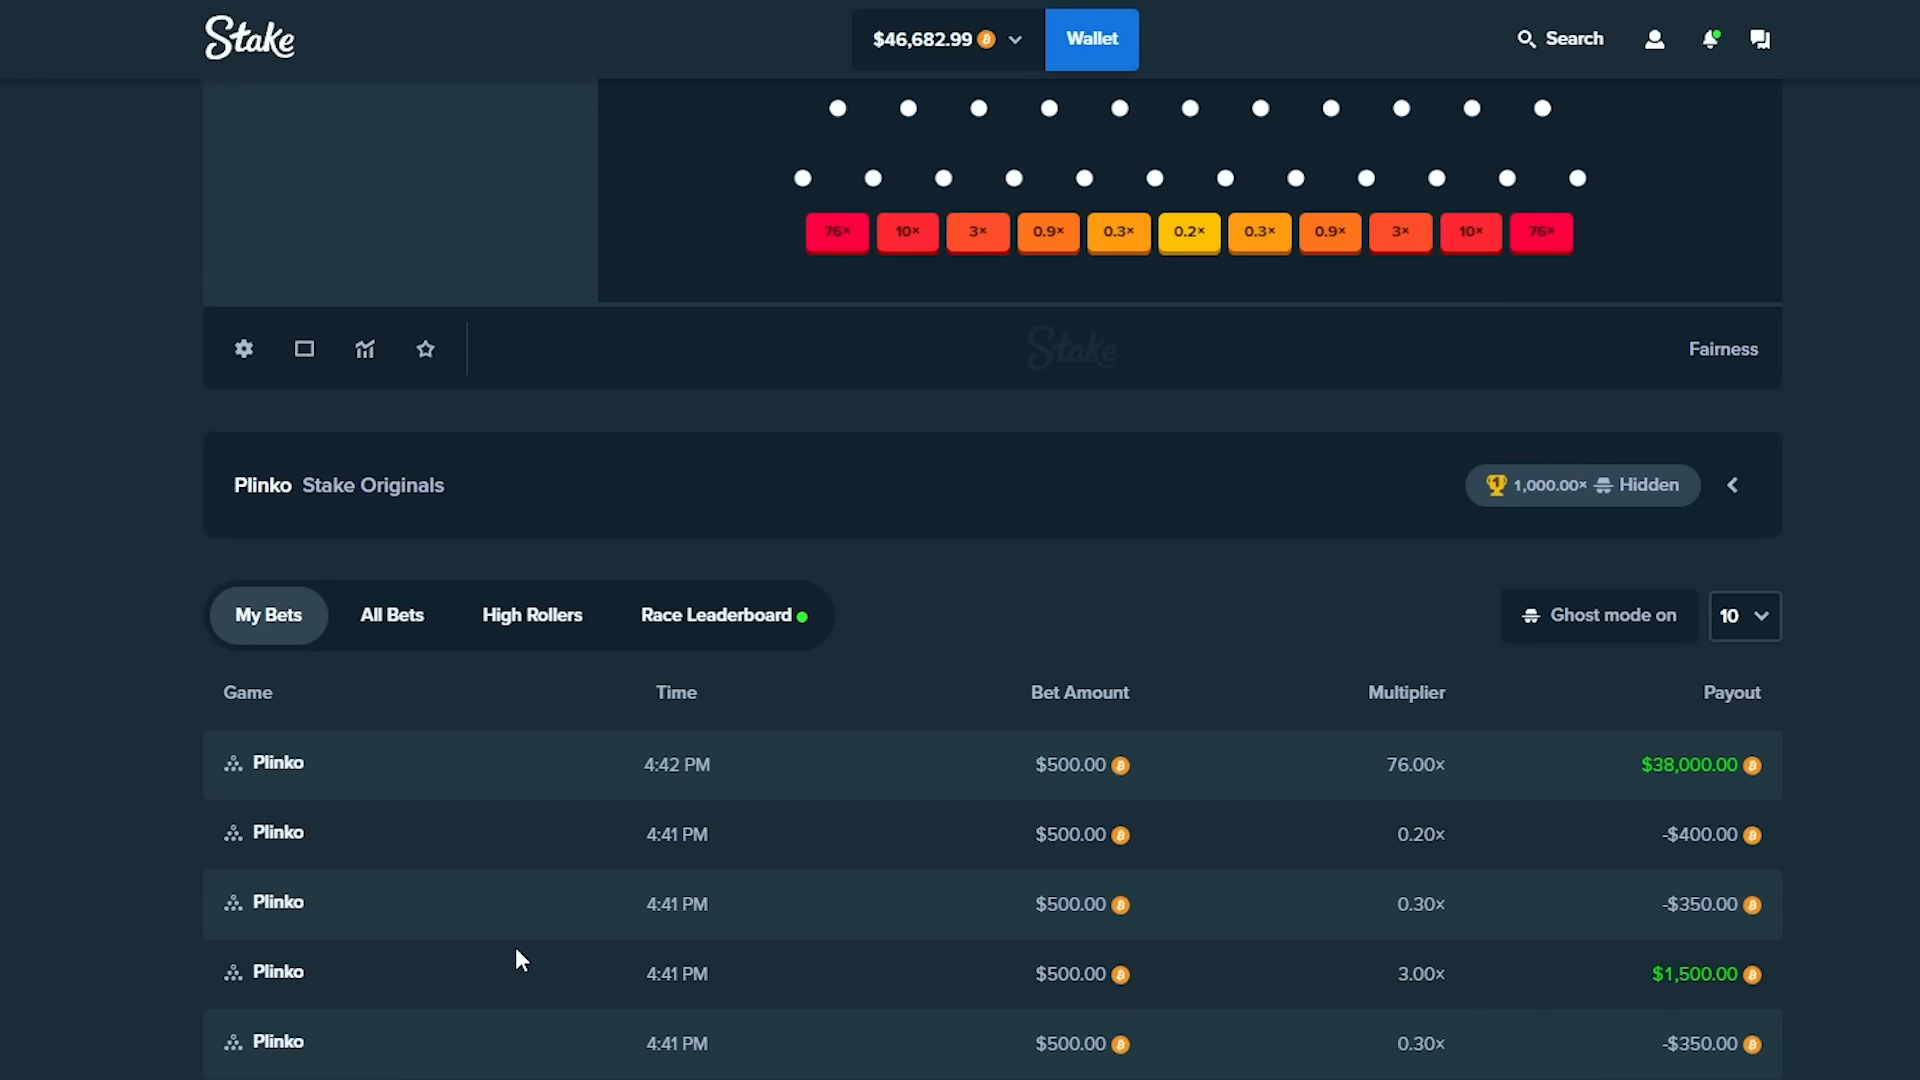 Stake
$46,682.99
Wallet
Search
76× 10× 3× 0.9× 0.3× 0.2× 0.3× 0.9× 3× 10× 76×
Stake
Fairness
Plinko Stake Originals
1,000.00× Hidden
My Bets All Bets High Rollers Race Leaderboard
Ghost mode on
10
Game Time Bet Amount Multiplier Payout
Plinko 4:42 PM $500.00 76.00× $38,000.00
Plinko 4:41 PM $500.00 0.20× -$400.00
Plinko 4:41 PM $500.00 0.30× -$350.00
Plinko 4:41 PM $500.00 3.00× $1,500.00
Plinko 4:41 PM $500.00 0.30× -$350.00